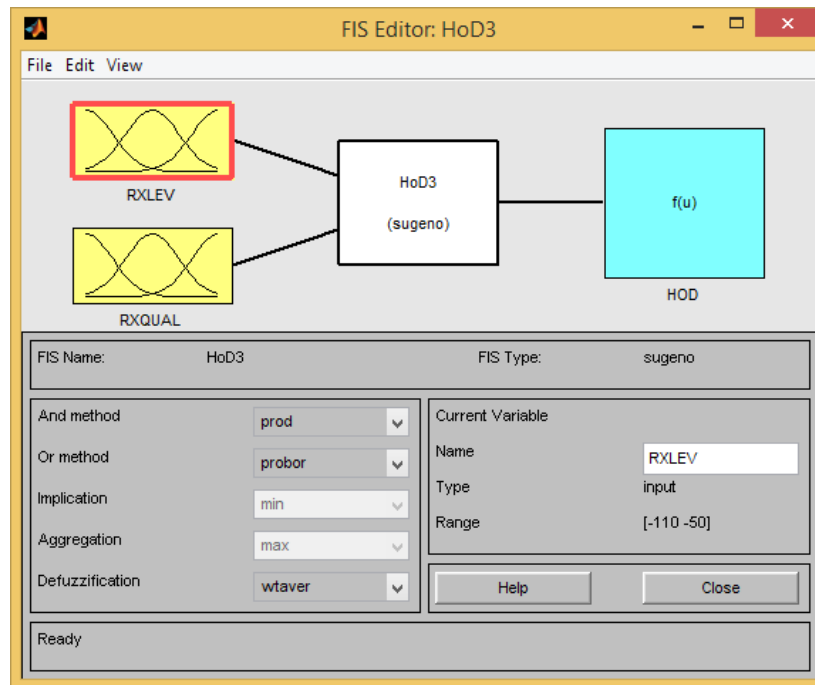 FIS Editor: HoD3
File Edit View
RXLEV
RXQUAL
HoD3
(sugeno)
f(u)
HOD
FIS Name: HoD3 FIS Type: sugeno
And method prod
Or method probor
Implication min
Aggregation max
Defuzzification wtaver
Current Variable
Name RXLEV
Type input
Range [-110 -50]
Help Close
Ready